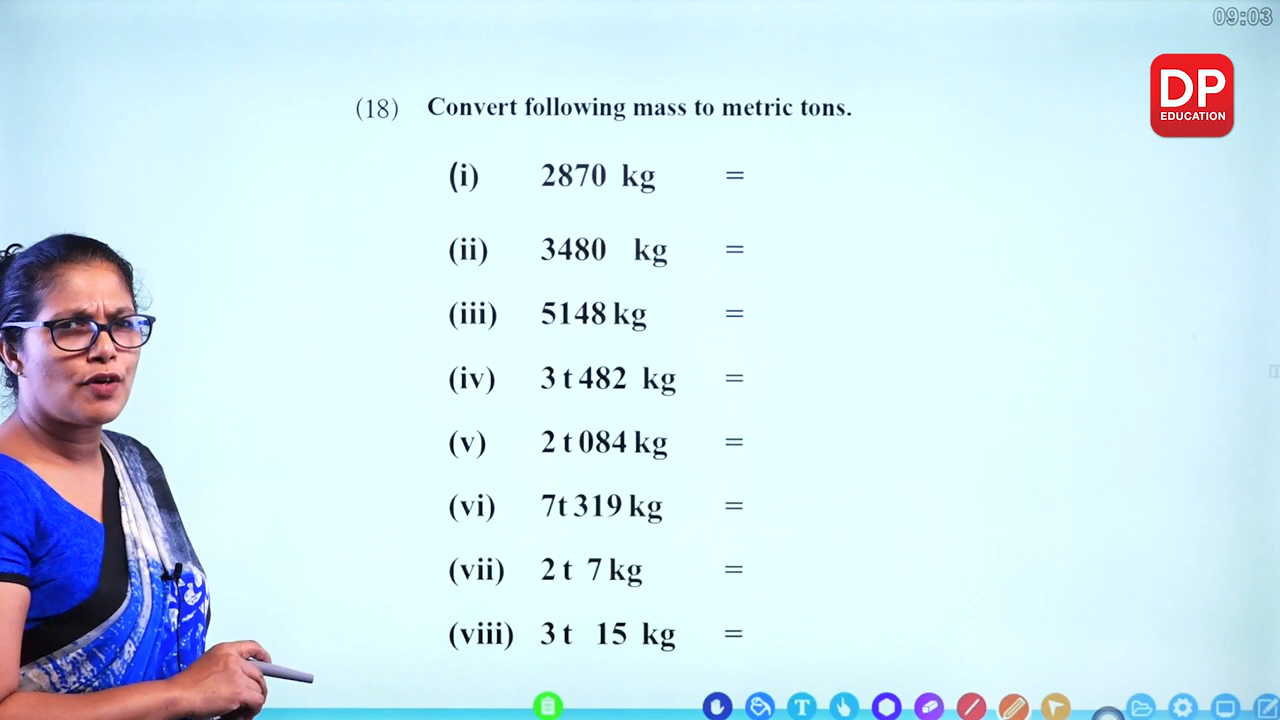 09:03
DP
EDUCATION
(18) Convert following mass to metric tons.
(i) 2870 kg =
(ii) 3480 kg =
(iii) 5148 kg =
(iv) 3 t 482 kg =
(v) 2 t 084 kg =
(vi) 7t 319 kg =
(vii) 2 t 7 kg =
(viii) 3 t 15 kg =
T